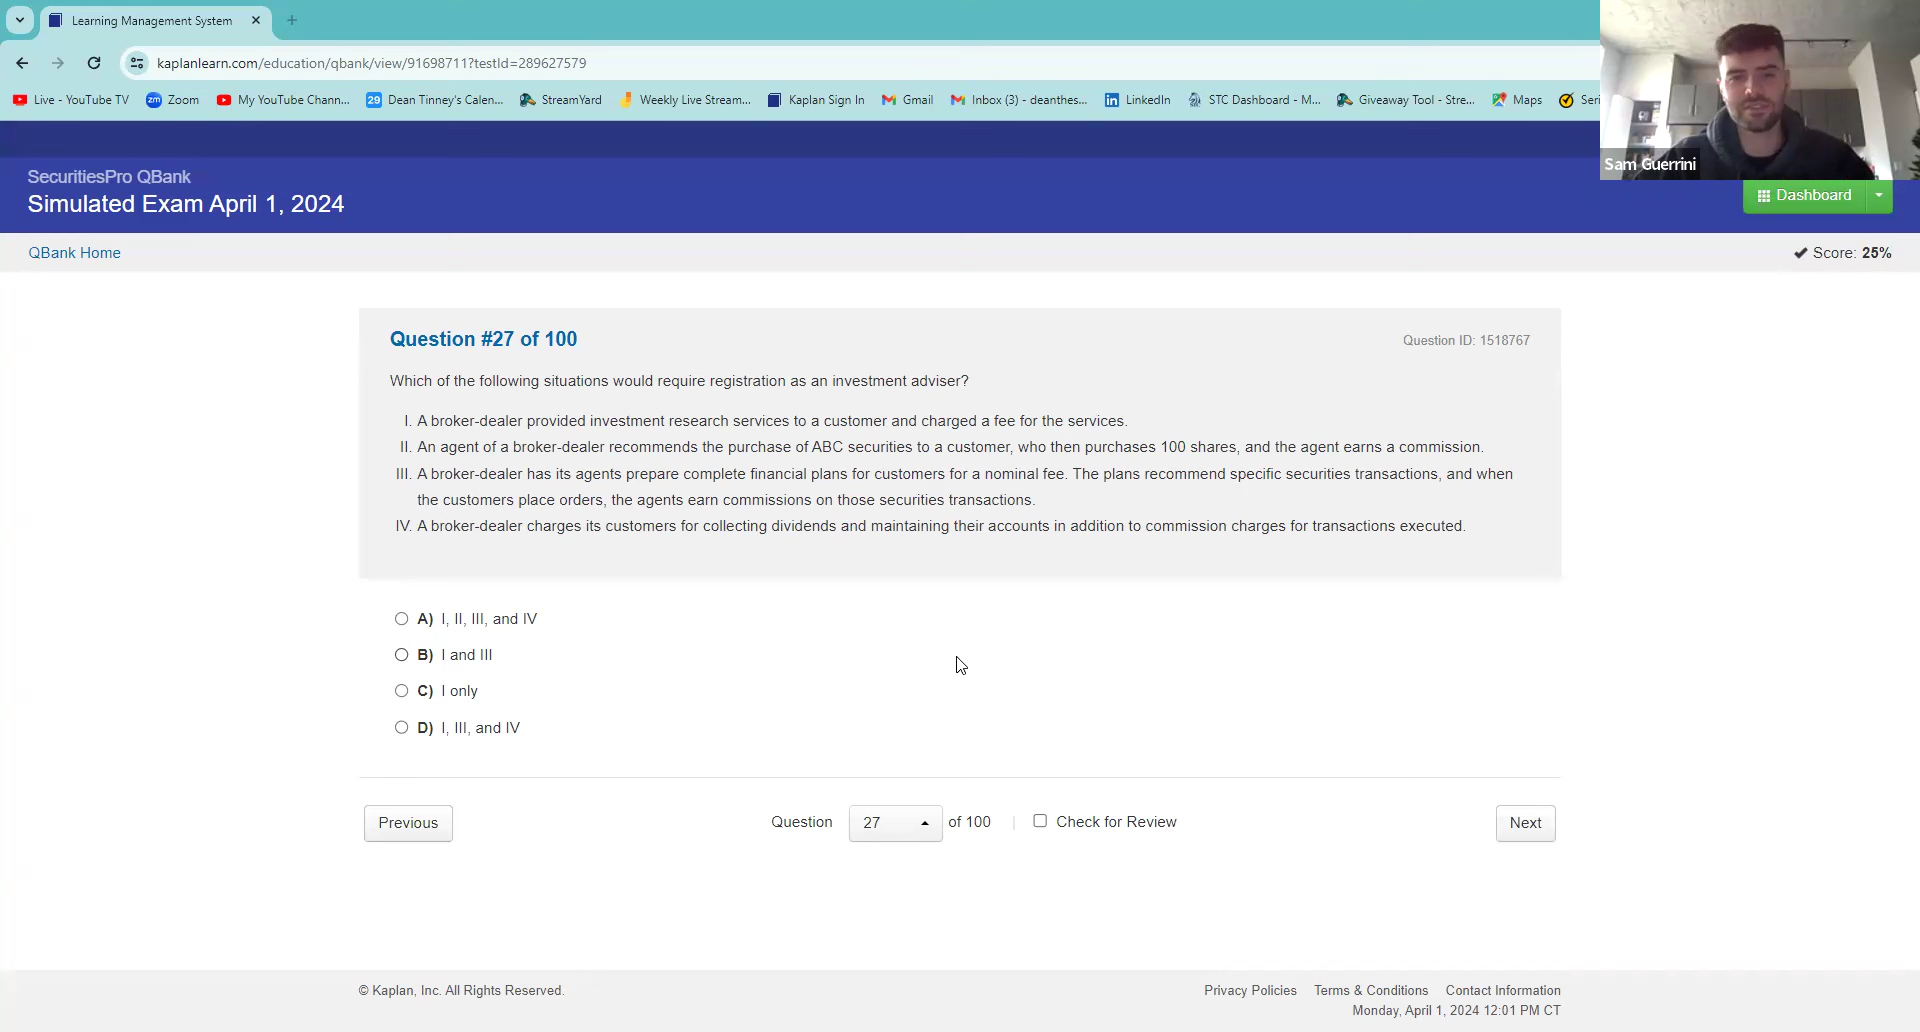 Learning Management System
kaplanlearn.com/education/qbank/view/91698711?testId=289627579
Live - YouTube TV
zm Zoom
My YouTube Chann...
29 Dean Tinney's Calen...
StreamYard
Weekly Live Stream...
Kaplan Sign In
Gmail
Inbox (3) - deanthes...
LinkedIn
STC Dashboard - M...
Giveaway Tool - Stre...
Maps
Seri
Sam Guerrini
SecuritiesPro QBank
Simulated Exam April 1, 2024
Dashboard
QBank Home
Score: 25%
Question #27 of 100
Question ID: 1518767
Which of the following situations would require registration as an investment adviser?
I. A broker-dealer provided investment research services to a customer and charged a fee for the services.
II. An agent of a broker-dealer recommends the purchase of ABC securities to a customer, who then purchases 100 shares, and the agent earns a commission.
III. A broker-dealer has its agents prepare complete financial plans for customers for a nominal fee. The plans recommend specific securities transactions, and when
the customers place orders, the agents earn commissions on those securities transactions.
IV. A broker-dealer charges its customers for collecting dividends and maintaining their accounts in addition to commission charges for transactions executed.
A) I, II, III, and IV
B) I and III
C) I only
D) I, III, and IV
Previous
Question 27 of 100 | Check for Review
Next
© Kaplan, Inc. All Rights Reserved.
Privacy Policies Terms & Conditions Contact Information
Monday, April 1, 2024 12:01 PM CT